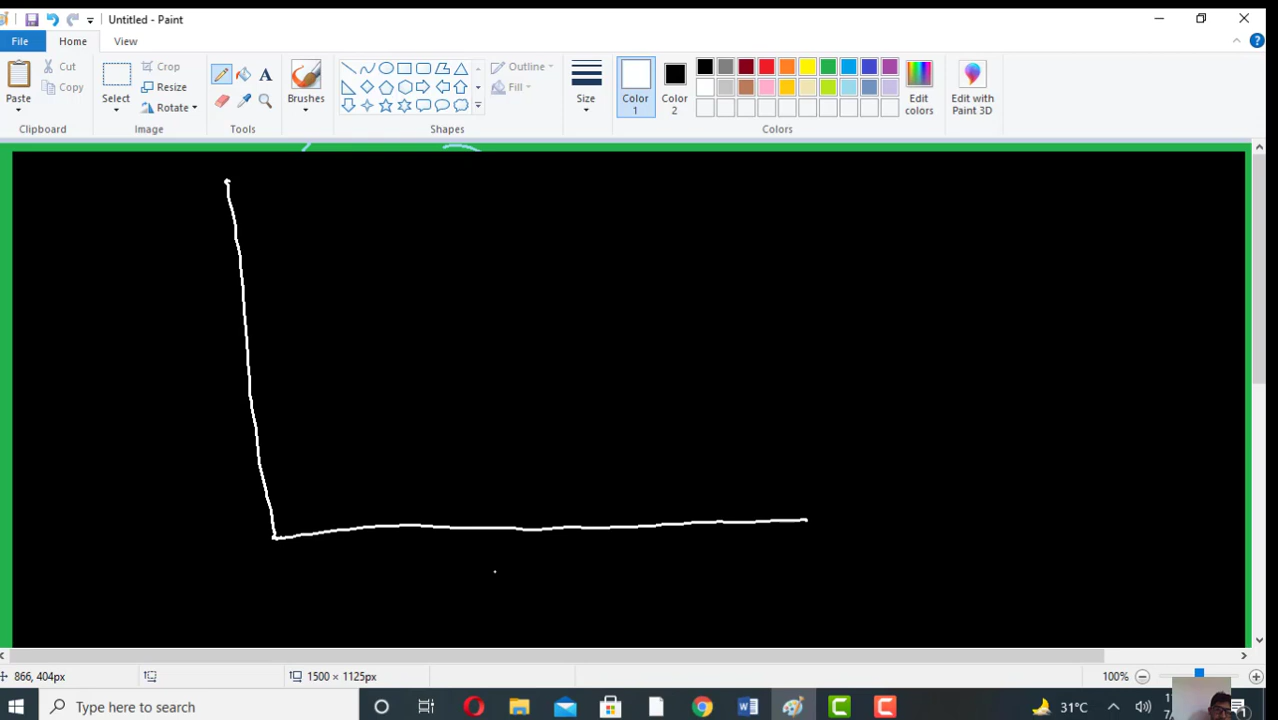 Untitled - Paint
File
Home
View
Paste
Cut
Copy
Clipboard
Select
Crop
Resize
Rotate
Image
A
Tools
Brushes
Shapes
Outline
Fill
Size
Color 1
Color 2
Colors
Edit colors
Edit with Paint 3D
866, 404px
1500 × 1125px
100%
Type here to search
31°C